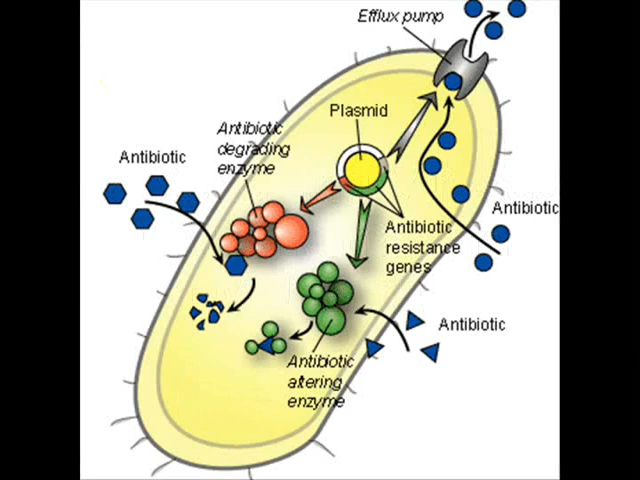 Efflux pump
Plasmid
Antibiotic
degrading
enzyme
Antibiotic
Antibiotic
Antibiotic
resistance
genes
Antibiotic
Antibiotic
altering
enzyme